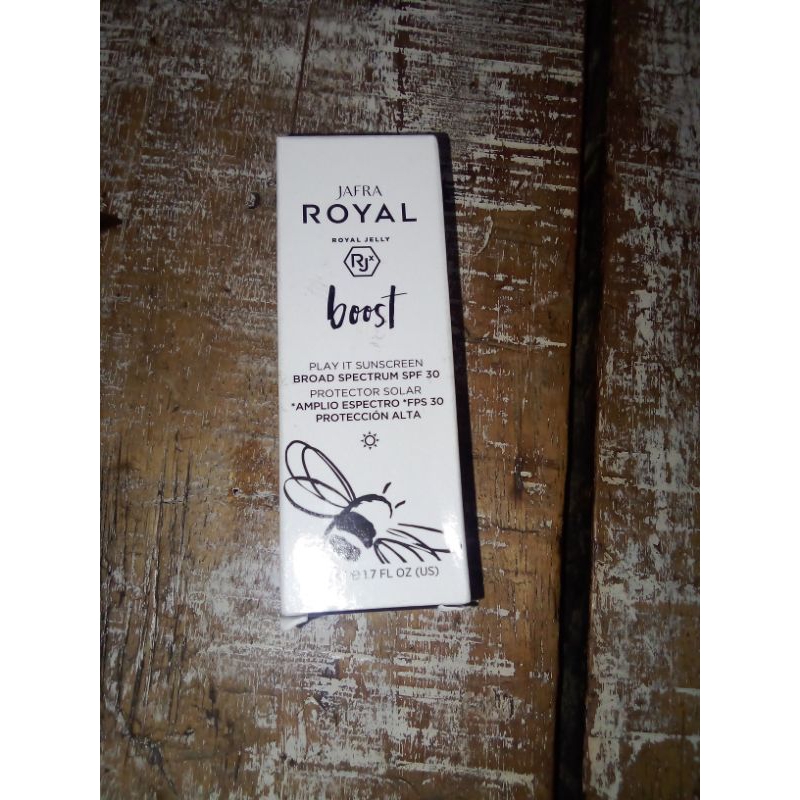 JAFRA
ROYAL
ROYAL JELLY
RJx
boost
PLAY IT SUNSCREEN
BROAD SPECTRUM SPF 30
PROTECTOR SOLAR
*AMPLIO ESPECTRO *FPS 30
PROTECCIÓN ALTA
℮ 1.7 FL OZ (US)